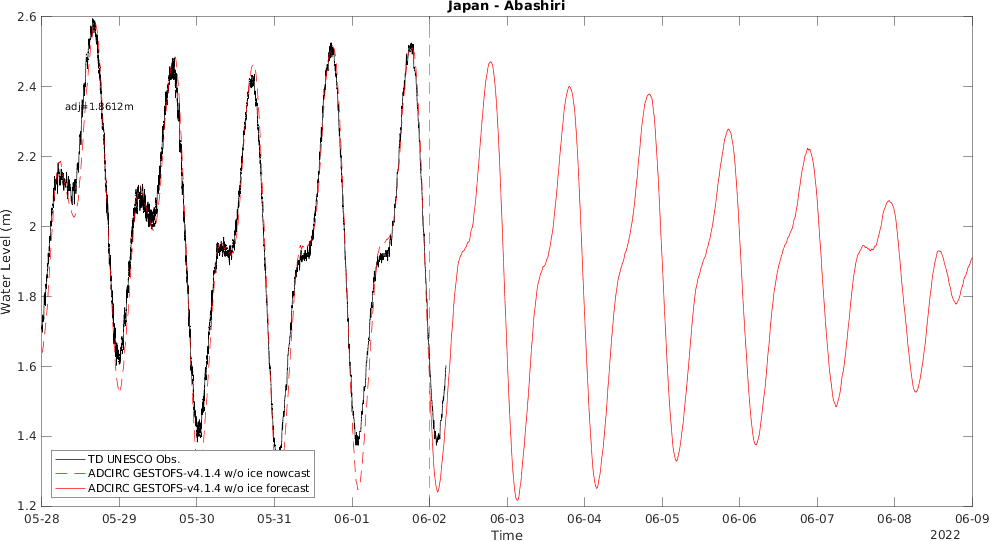 Japan - Abashiri
2.6
2.4
adj=1.8612m
2.2
2
1.8
1.6
1.4
1.2
Water Level (m)
TD UNESCO Obs.
ADCIRC GESTOFS-v4.1.4 w/o ice nowcast
ADCIRC GESTOFS-v4.1.4 w/o ice forecast
05-28 05-29 05-30 05-31 06-01 06-02 06-03 06-04 06-05 06-06 06-07 06-08 06-09
Time
2022